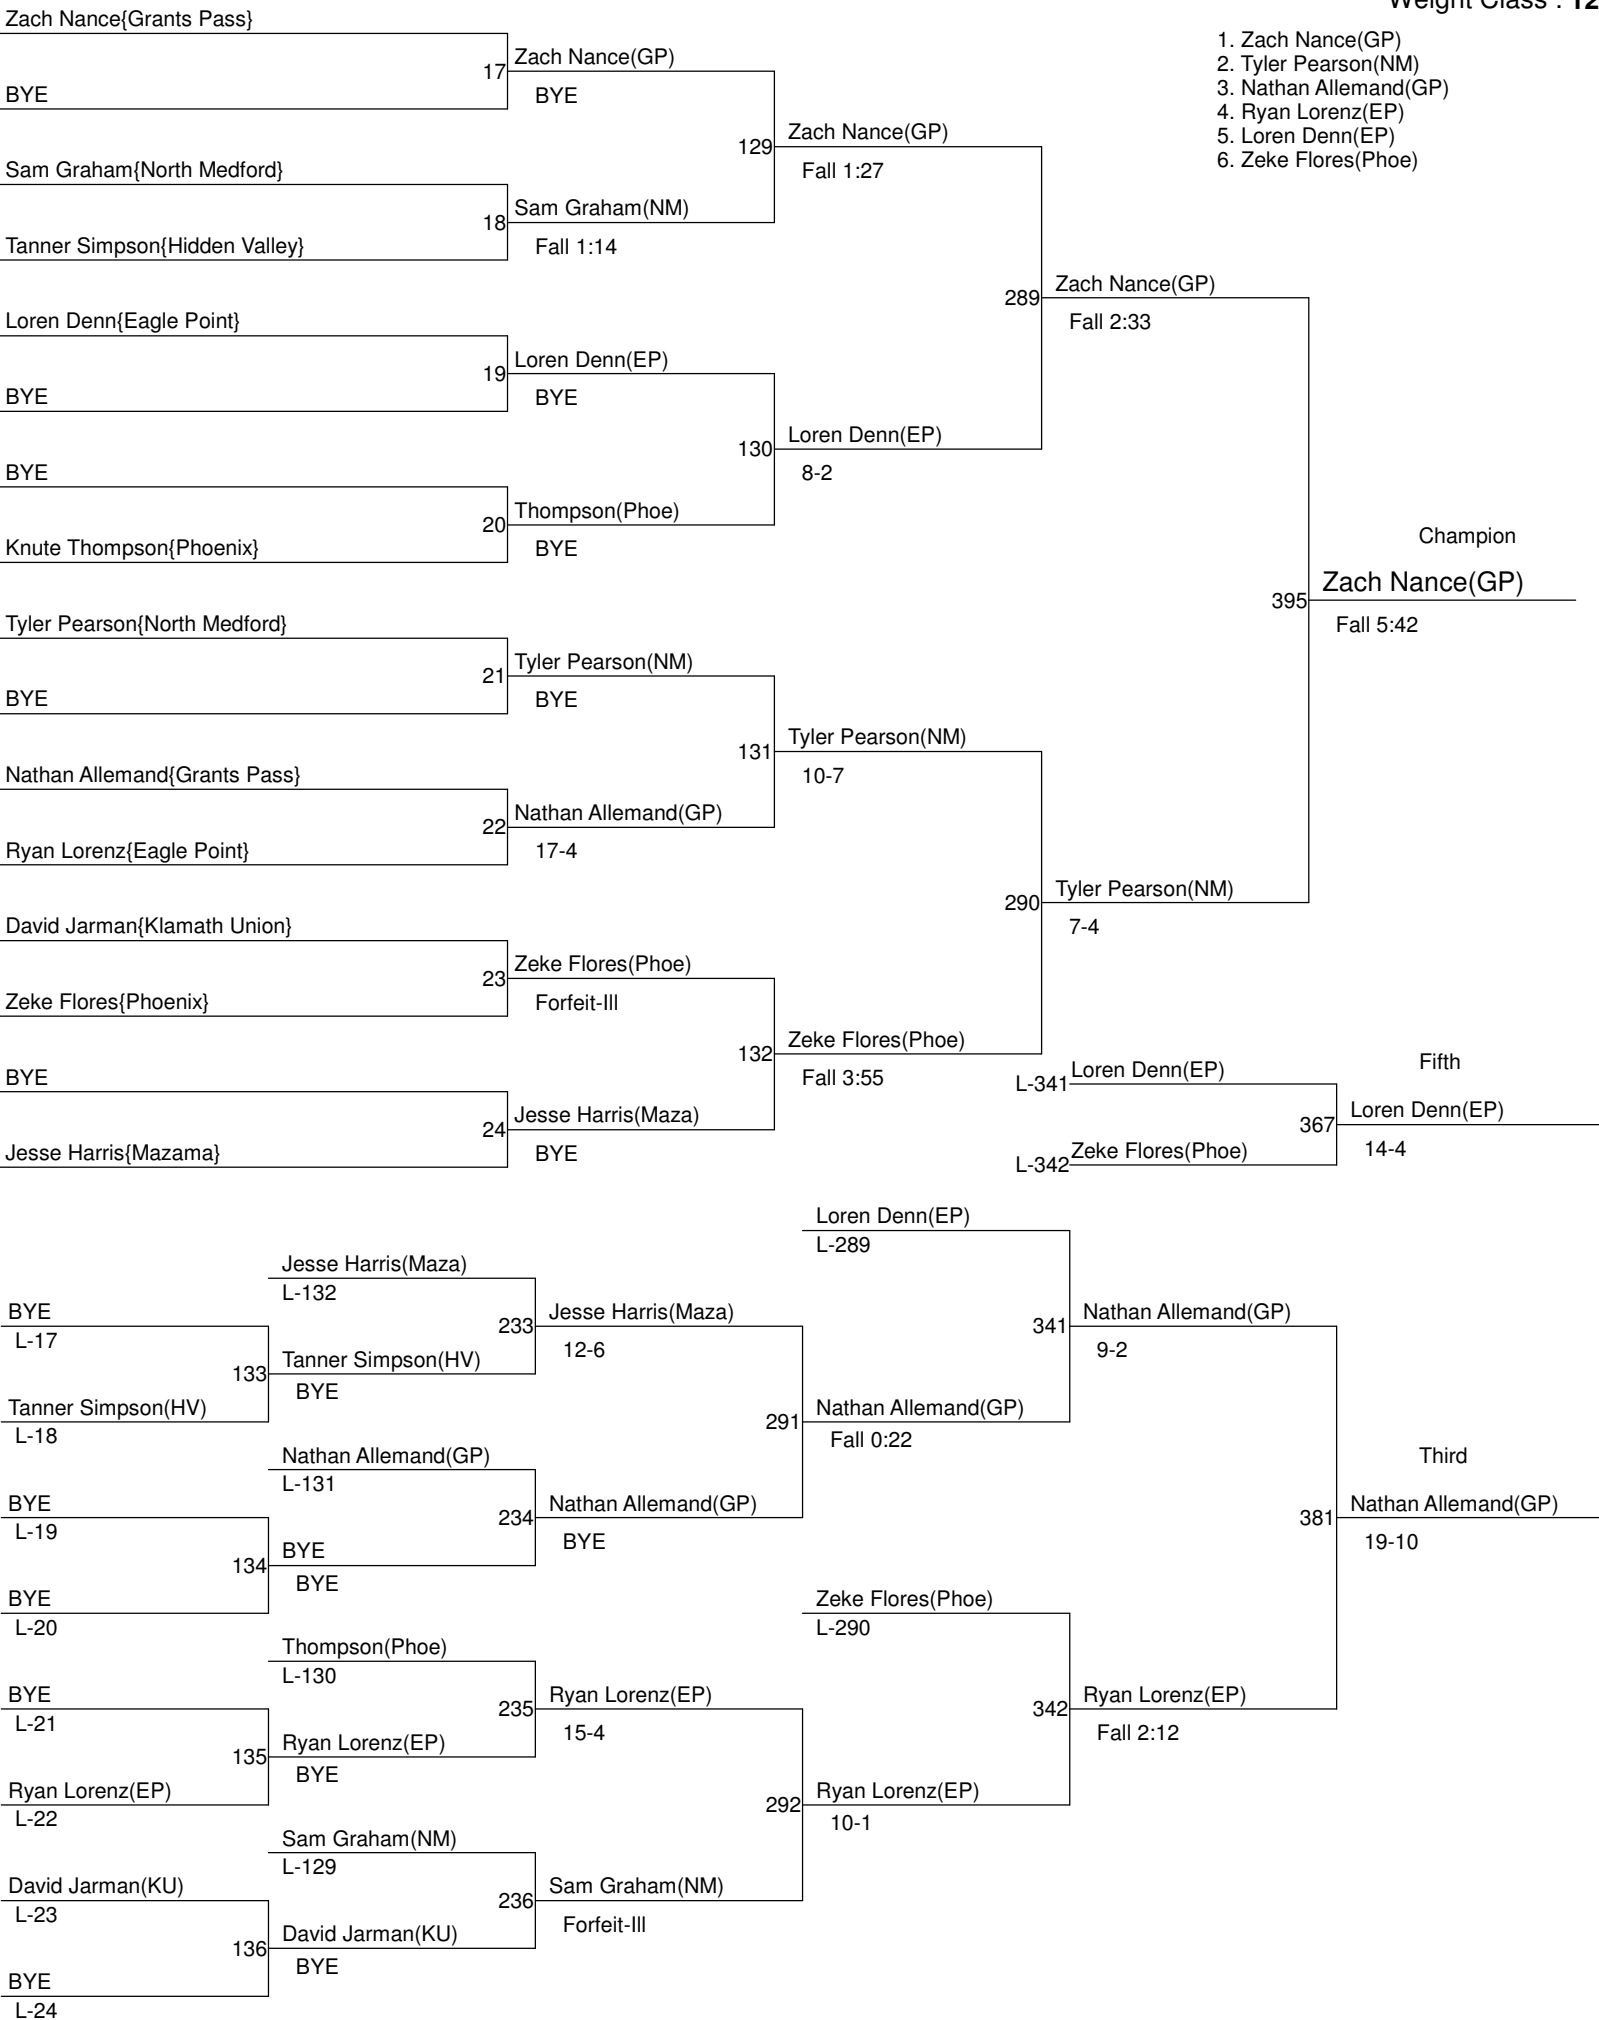 Weight Class : 12
1. Zach Nance(GP)
2. Tyler Pearson(NM)
3. Nathan Allemand(GP)
4. Ryan Lorenz(EP)
5. Loren Denn(EP)
6. Zeke Flores(Phoe)
Zach Nance{Grants Pass}
17
Zach Nance(GP)
BYE
BYE
129
Zach Nance(GP)
Fall 1:27
Sam Graham{North Medford}
18
Sam Graham(NM)
Fall 1:14
Tanner Simpson{Hidden Valley}
289
Zach Nance(GP)
Fall 2:33
Loren Denn{Eagle Point}
19
Loren Denn(EP)
BYE
BYE
130
Loren Denn(EP)
8-2
BYE
20
Thompson(Phoe)
BYE
Knute Thompson{Phoenix}
Champion
395
Zach Nance(GP)
Fall 5:42
Tyler Pearson{North Medford}
21
Tyler Pearson(NM)
BYE
BYE
131
Tyler Pearson(NM)
10-7
Nathan Allemand{Grants Pass}
22
Nathan Allemand(GP)
17-4
Ryan Lorenz{Eagle Point}
290
Tyler Pearson(NM)
7-4
David Jarman{Klamath Union}
23
Zeke Flores(Phoe)
Forfeit-Ill
Zeke Flores{Phoenix}
132
Zeke Flores(Phoe)
Fall 3:55
BYE
24
Jesse Harris(Maza)
BYE
Jesse Harris{Mazama}
Fifth
L-341
Loren Denn(EP)
367
Loren Denn(EP)
14-4
L-342
Zeke Flores(Phoe)
Loren Denn(EP)
L-289
Jesse Harris(Maza)
L-132
BYE
L-17
233
Jesse Harris(Maza)
12-6
341
Nathan Allemand(GP)
9-2
133
Tanner Simpson(HV)
BYE
Tanner Simpson(HV)
L-18
291
Nathan Allemand(GP)
Fall 0:22
Nathan Allemand(GP)
L-131
Third
BYE
L-19
234
Nathan Allemand(GP)
BYE
381
Nathan Allemand(GP)
19-10
134
BYE
BYE
BYE
L-20
Zeke Flores(Phoe)
L-290
Thompson(Phoe)
L-130
BYE
L-21
235
Ryan Lorenz(EP)
15-4
342
Ryan Lorenz(EP)
Fall 2:12
135
Ryan Lorenz(EP)
BYE
Ryan Lorenz(EP)
L-22
292
Ryan Lorenz(EP)
10-1
Sam Graham(NM)
L-129
David Jarman(KU)
L-23
236
Sam Graham(NM)
Forfeit-Ill
136
David Jarman(KU)
BYE
BYE
L-24